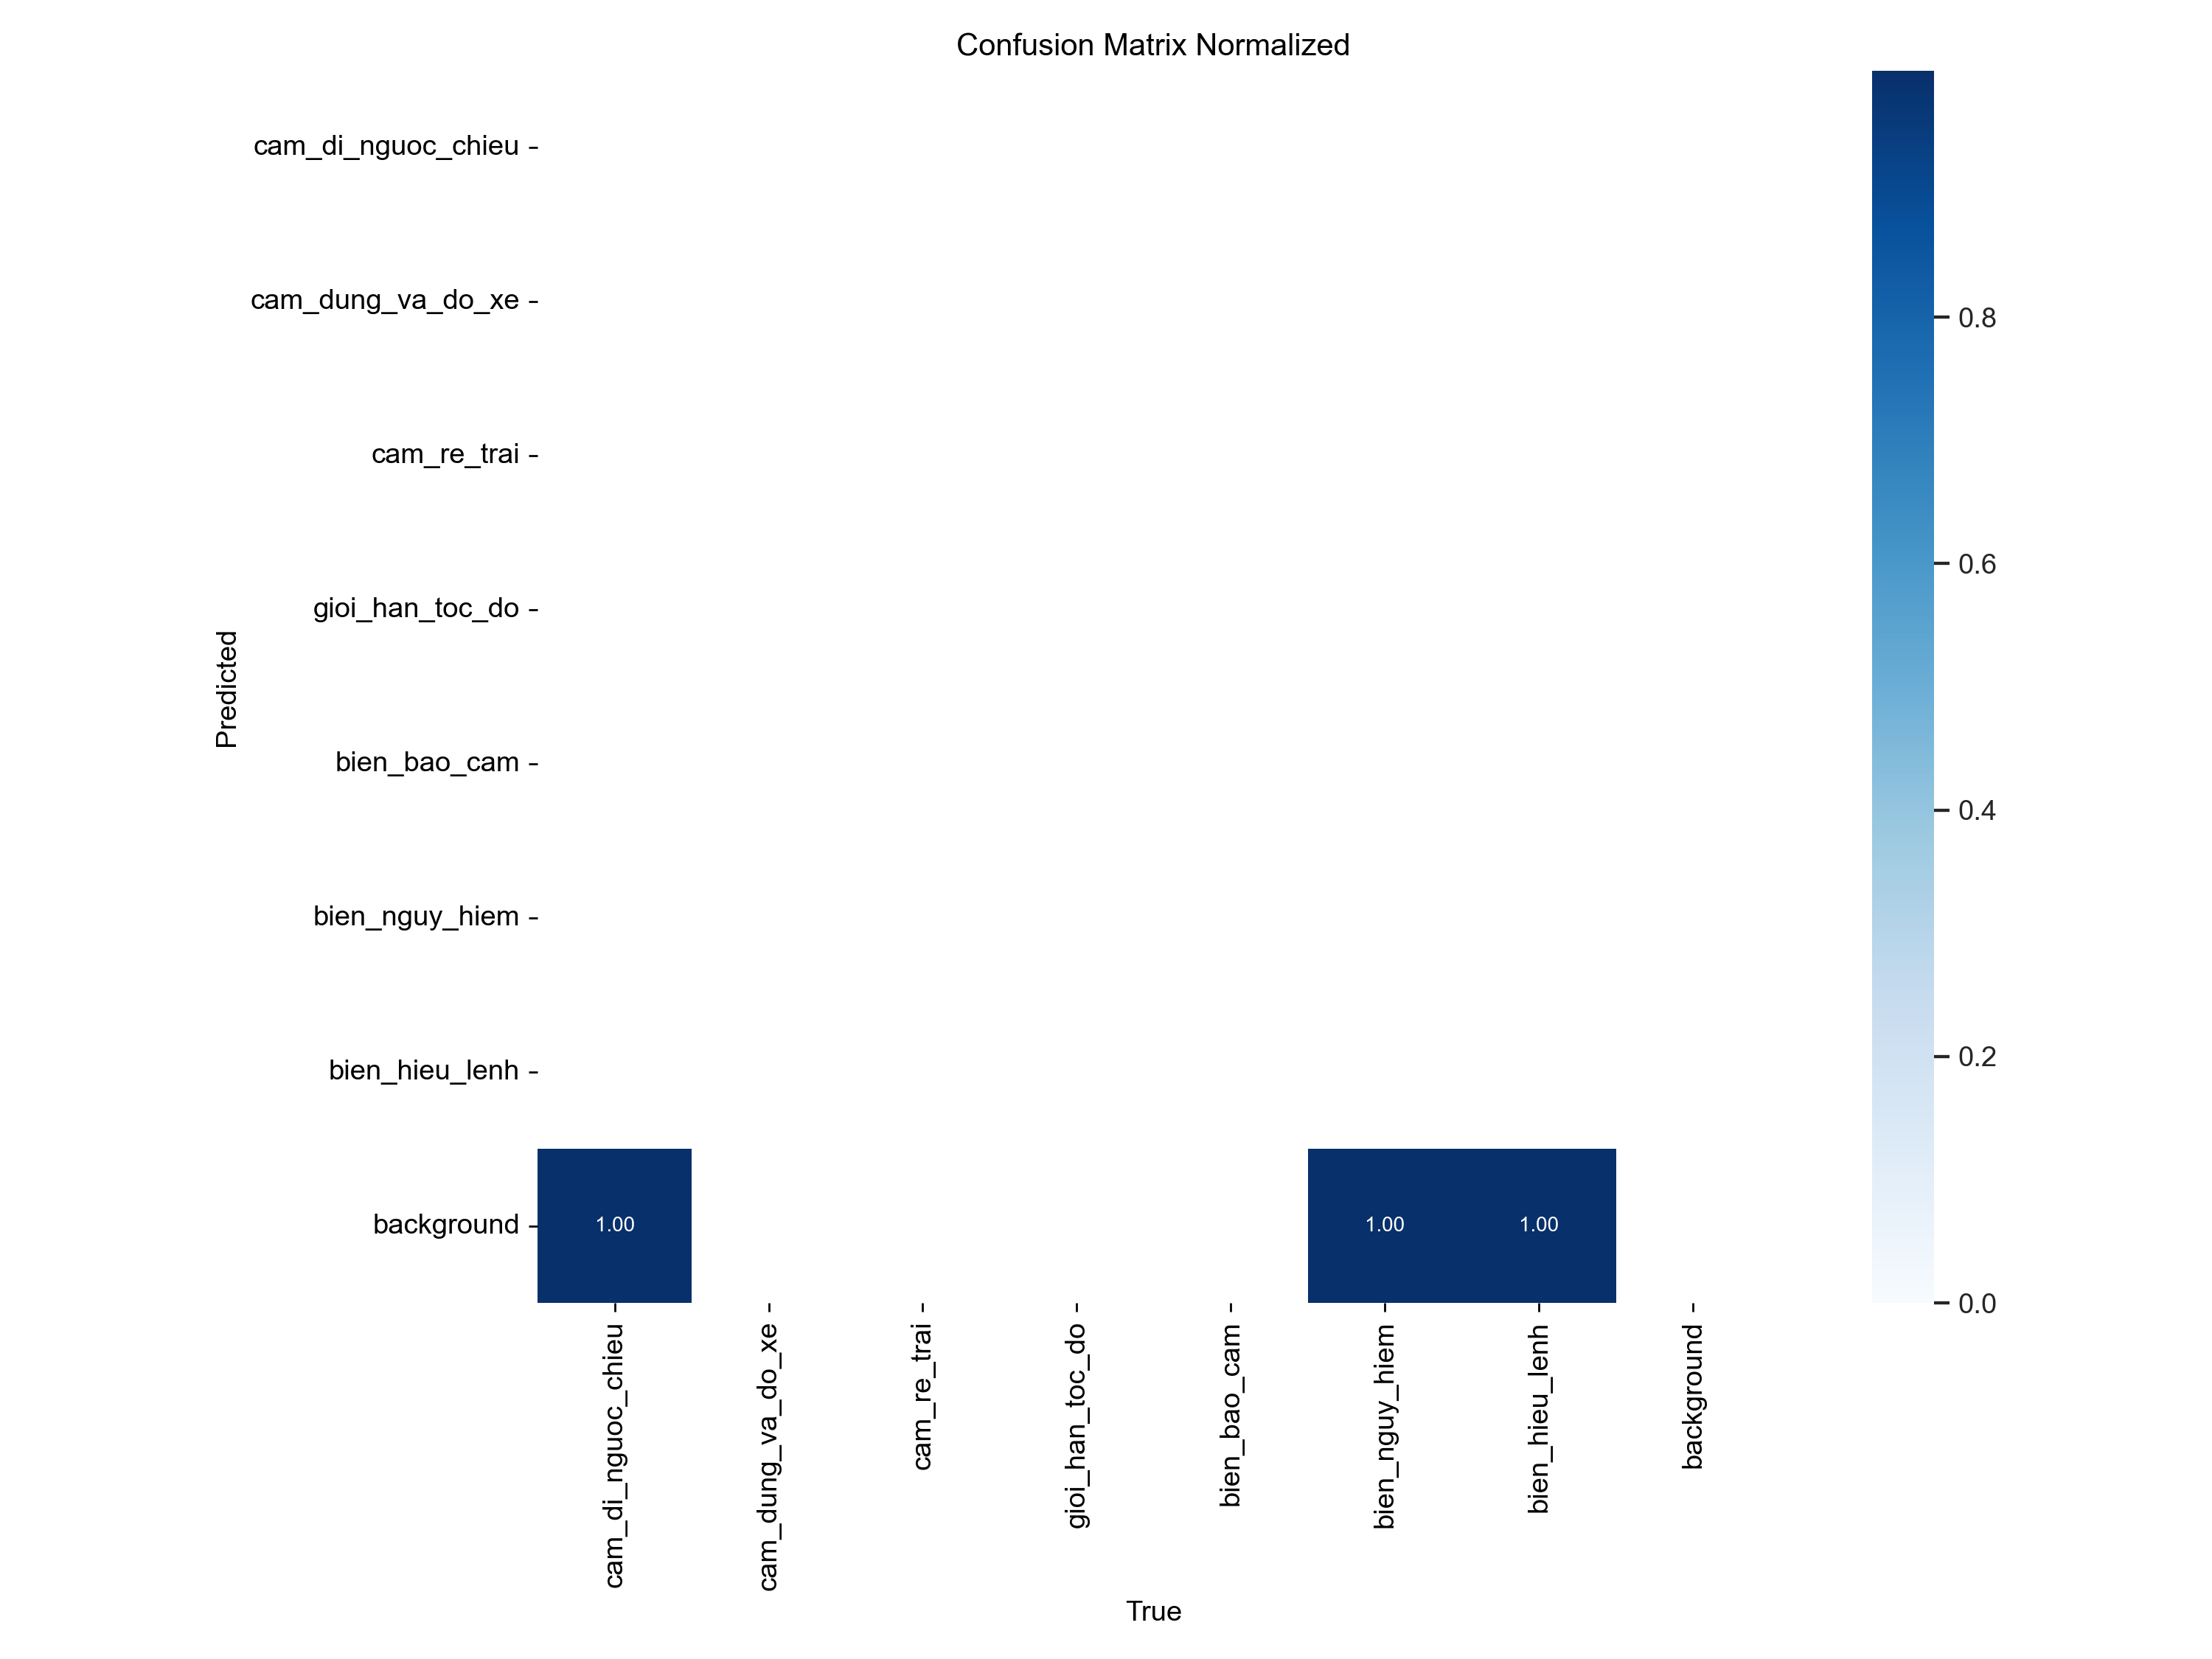 Confusion Matrix Normalized
cam_di_nguoc_chieu
cam_dung_va_do_xe
cam_re_trai
gioi_han_toc_do
bien_bao_cam
bien_nguy_hiem
bien_hieu_lenh
background
Predicted
1.00
1.00
1.00
cam_di_nguoc_chieu
cam_dung_va_do_xe
cam_re_trai
gioi_han_toc_do
bien_bao_cam
bien_nguy_hiem
bien_hieu_lenh
background
True
0.8
0.6
0.4
0.2
0.0